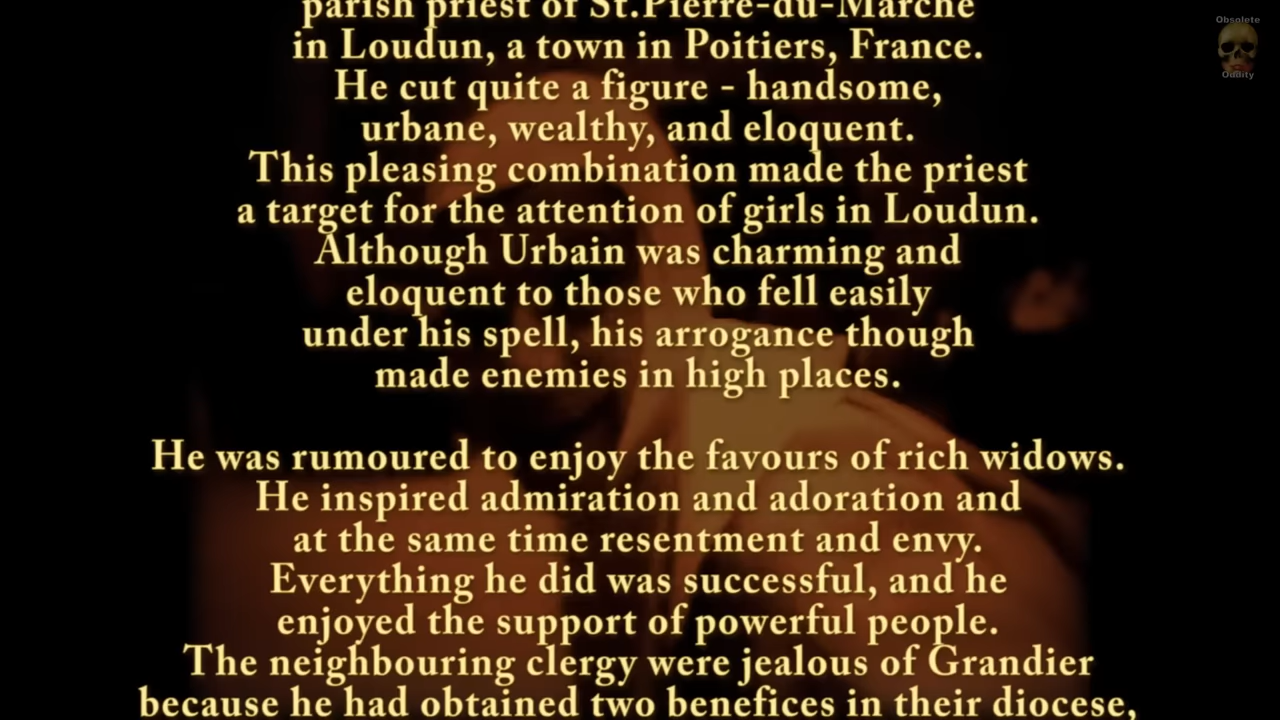 parish priest of St.Pierre-du-Marche
in Loudun, a town in Poitiers, France.
He cut quite a figure - handsome,
urbane, wealthy, and eloquent.
This pleasing combination made the priest
a target for the attention of girls in Loudun.
Although Urbain was charming and
eloquent to those who fell easily
under his spell, his arrogance though
made enemies in high places.
He was rumoured to enjoy the favours of rich widows.
He inspired admiration and adoration and
at the same time resentment and envy.
Everything he did was successful, and he
enjoyed the support of powerful people.
The neighbouring clergy were jealous of Grandier
because he had obtained two benefices in their diocese,
Obsolete
Oddity